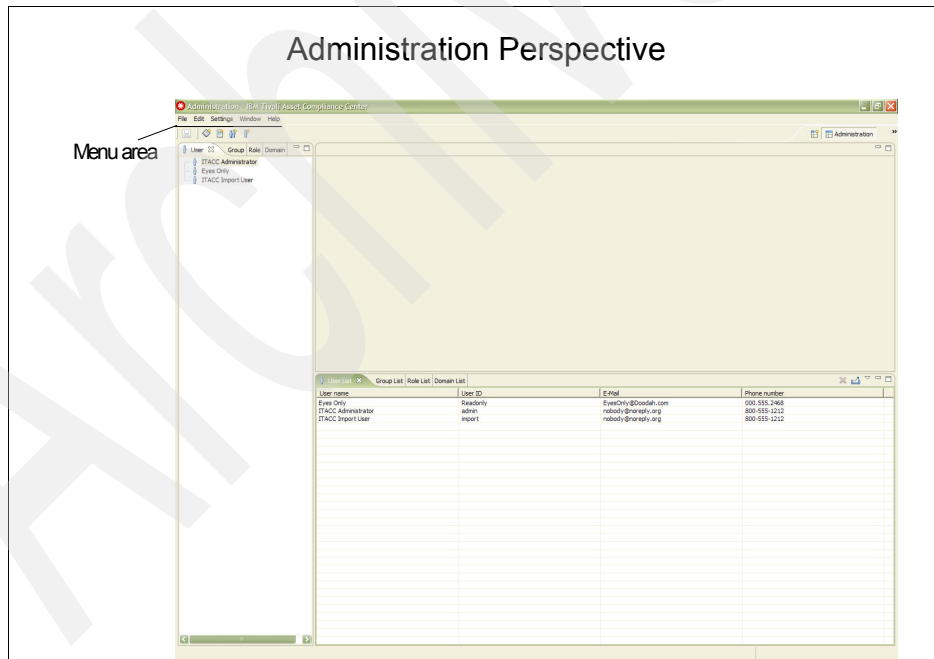 Administration Perspective
Administration - IBM Tivoli Asset Compliance Center
File Edit Settings Window Help
Menu area
Administration
User Group Role Domain
ITACC Administrator
Eyes Only
ITACC Import User
User List Group List Role List Domain List
User name User ID E-Mail Phone number
Eyes Only Readonly EyesOnly@Doodah.com 000.555.2468
ITACC Administrator admin nobody@noreply.org 800-555-1212
ITACC Import User import nobody@noreply.org 800-555-1212
Archive